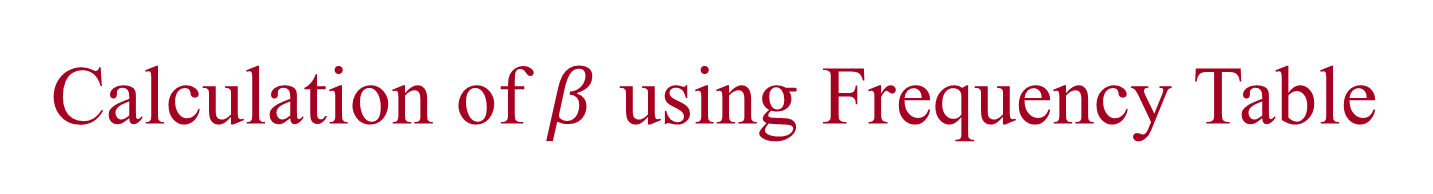 Calculation of β using Frequency Table